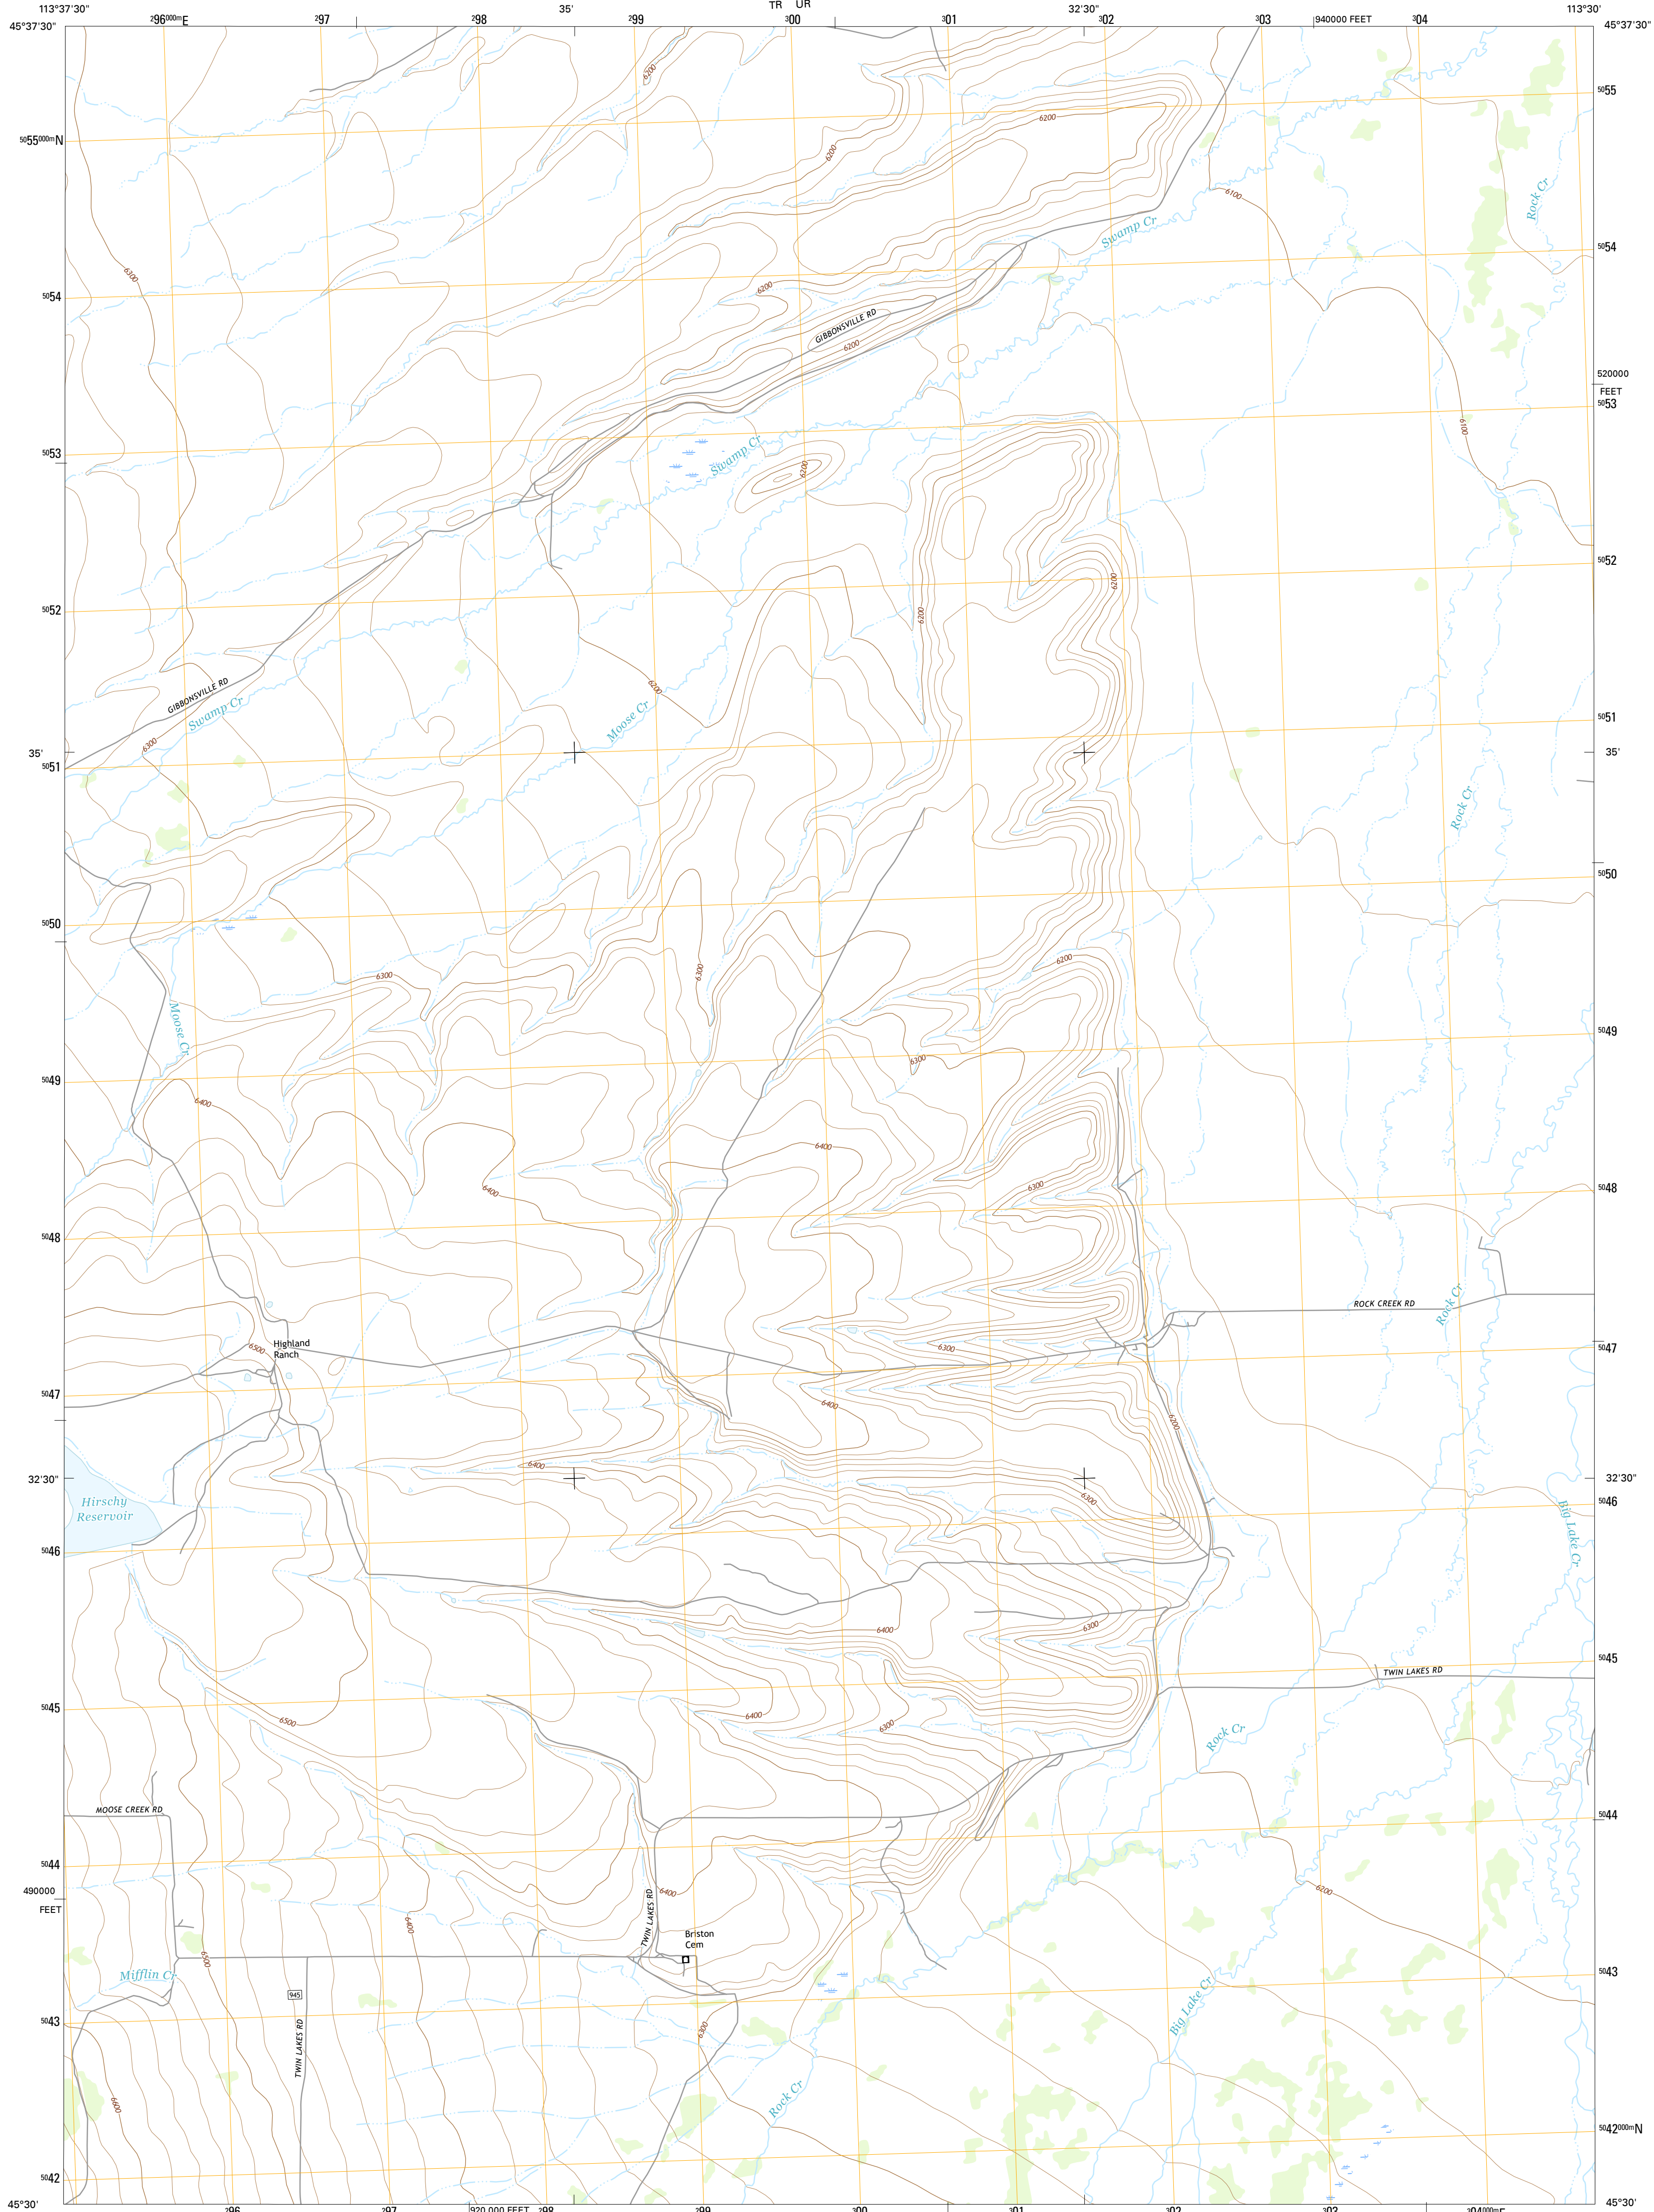 113°37'30"
²96⁰⁰⁰ᵐE
²97
²98
35'
²99
TR UR
³00
³01
32'30"
³02
³03
940000 FEET
³04
113°30'
45°37'30"
45°37'30"
6200
6200
⁵⁰55
⁵⁰55⁰⁰⁰ᵐN
6200
Rock Cr
6100
Swamp Cr
⁵⁰54
6300
6200
⁵⁰54
GIBBONSVILLE RD
6200
520000
FEET
⁵⁰53
6100
Swamp Cr
⁵⁰53
6200
⁵⁰52
6200
⁵⁰52
6200
GIBBONSVILLE RD
6200
Swamp Cr
Moose Cr
⁵⁰51
6300
35'
35'
⁵⁰51
Rock Cr
⁵⁰50
⁵⁰50
6200
6300
6300
Moose Cr
⁵⁰49
6300
⁵⁰49
6400
6400
6300
6400
⁵⁰48
⁵⁰48
Rock Cr
ROCK CREEK RD
Highland
Ranch
6500
6300
⁵⁰47
⁵⁰47
6400
6200
6400
32'30"
32'30"
6300
Hirschy
Reservoir
⁵⁰46
Big Lake Cr
⁵⁰46
6300
6400
⁵⁰45
TWIN LAKES RD
⁵⁰45
6400
6500
6300
Rock Cr
MOOSE CREEK RD
⁵⁰44
⁵⁰44
490000
FEET
6400
6200
TWIN LAKES RD
6400
Briston
Cem
6500
Mifflin Cr
⁵⁰43
945
Big Lake Cr
⁵⁰43
6300
TWIN LAKES RD
Rock Cr
6600
⁵⁰42⁰⁰⁰ᵐN
⁵⁰42
45°30'
45°30'
²96
²97
920 000 FEET
²98
²99
³00
³01
³02
³03
³04⁰⁰⁰ᵐE